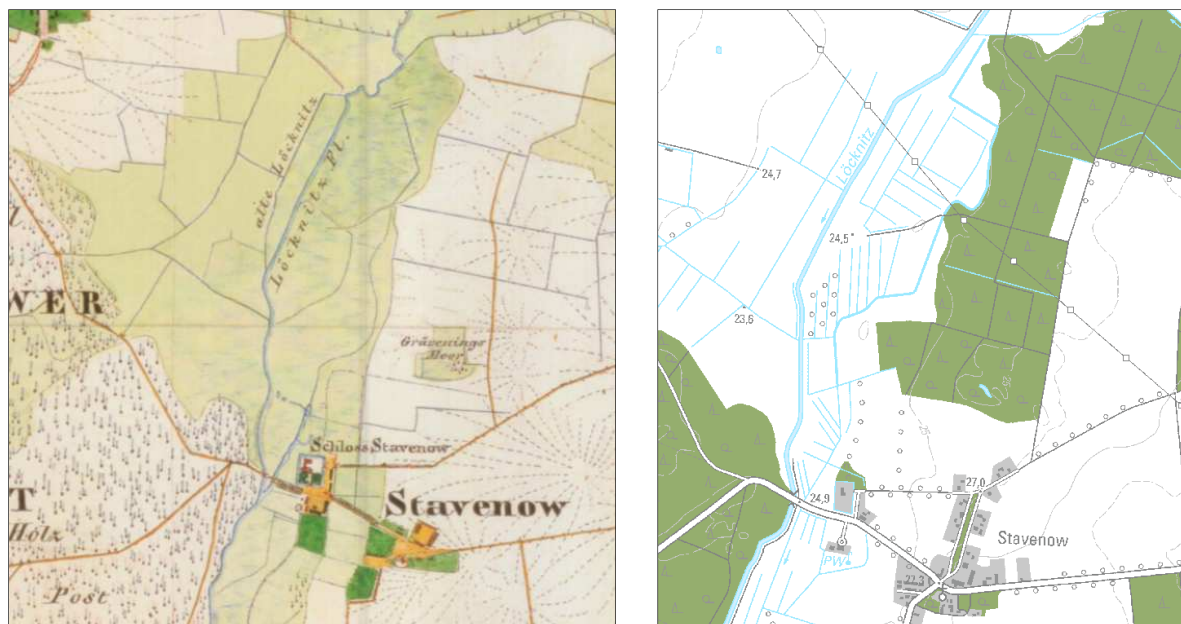 alte Löcknitz
Löcknitz Fl.
WER
Grävenings
Moor
Schloss Stavenow
Stavenow
T
Holz
Post
Löcknitz
24,7
24,5
23,6
25
24,9
27,0
Stavenow
PW
22,3